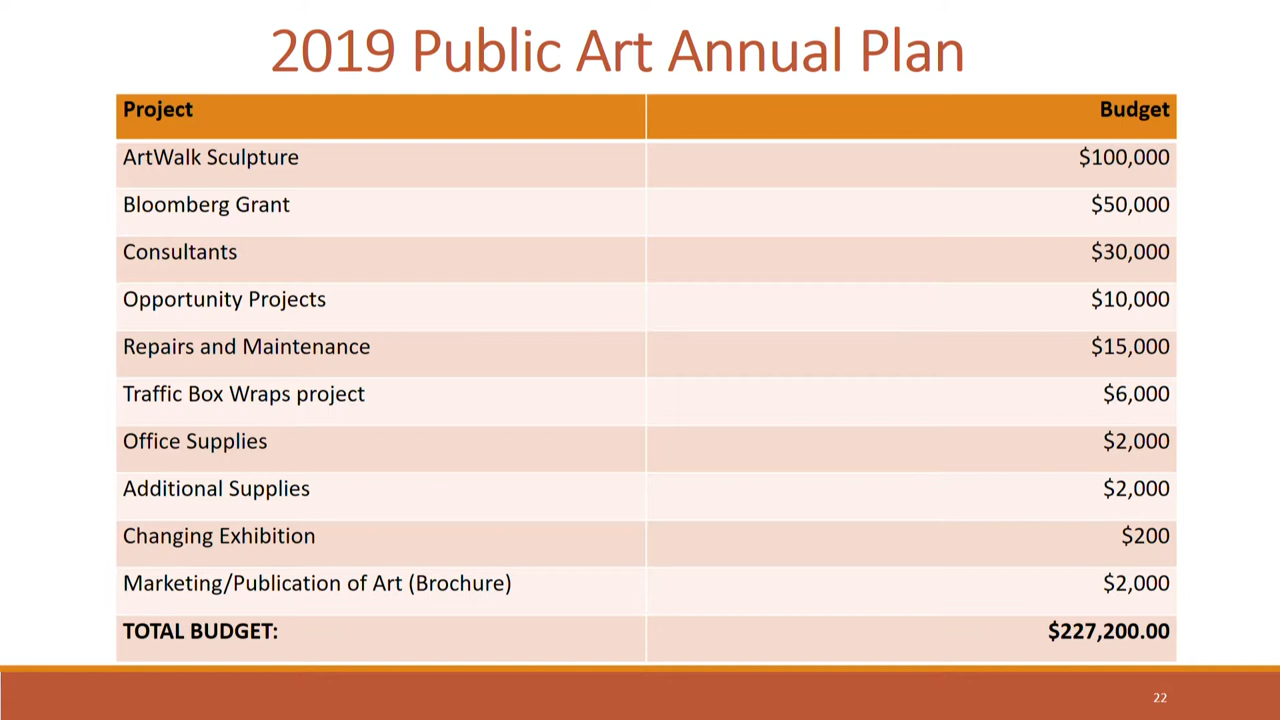 2019 Public Art Annual Plan
Project Budget
ArtWalk Sculpture $100,000
Bloomberg Grant $50,000
Consultants $30,000
Opportunity Projects $10,000
Repairs and Maintenance $15,000
Traffic Box Wraps project $6,000
Office Supplies $2,000
Additional Supplies $2,000
Changing Exhibition $200
Marketing/Publication of Art (Brochure) $2,000
TOTAL BUDGET: $227,200.00
22